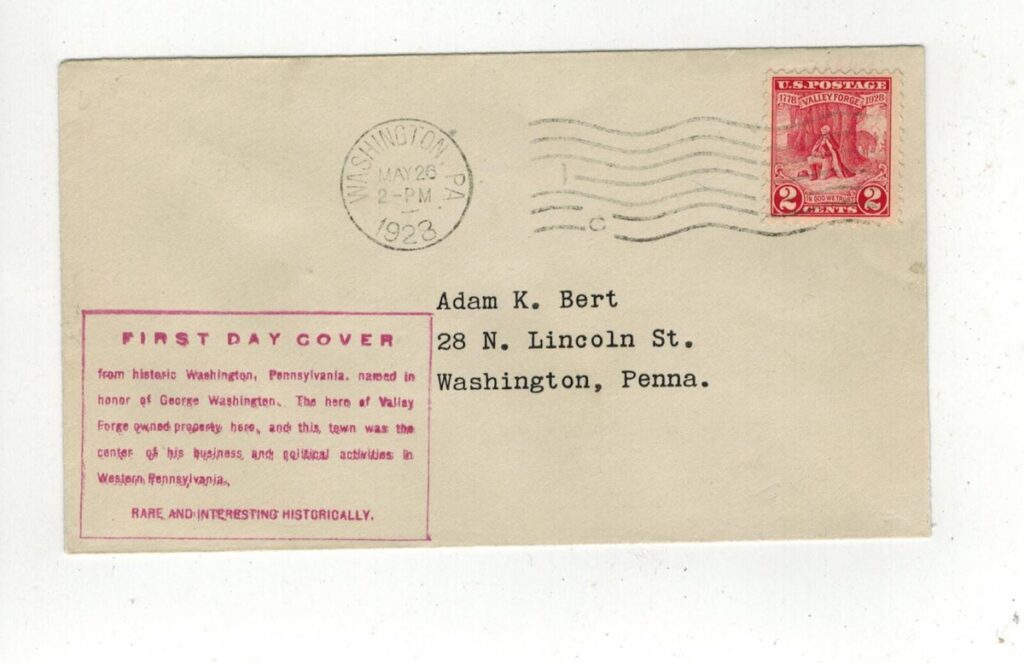 U.S. POSTAGE
1778 VALLEY FORGE 1928
IN GOD WE TRUST
2 CENTS 2
WASHINGTON, PA
MAY 26
2-PM
1928
Adam K. Bert
28 N. Lincoln St.
Washington, Penna.
FIRST DAY COVER
from historic Washington, Pennsylvania. named in
honor of George Washington. The hero of Valley
Forge owned property here, and this town was the
center of his business and political activities in
Western Pennsylvania.
RARE AND INTERESTING HISTORICALLY.